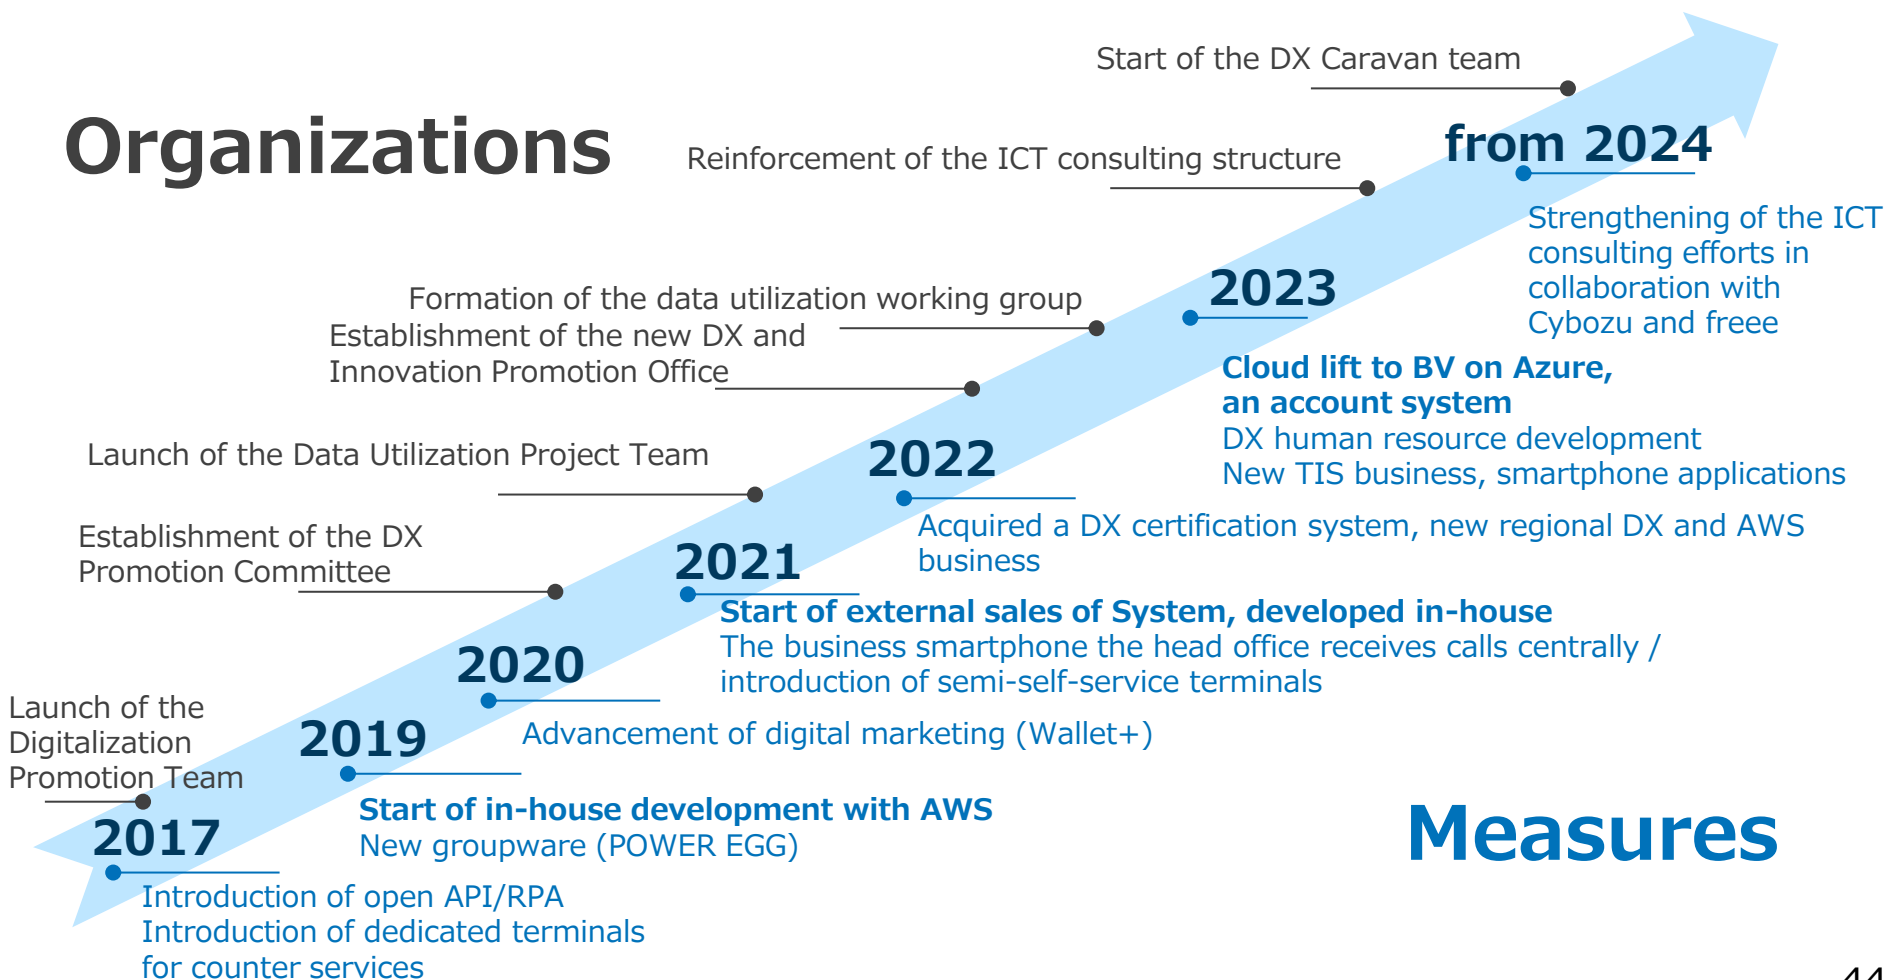 Organizations
Start of the DX Caravan team
Reinforcement of the ICT consulting structure
Formation of the data utilization working group
Establishment of the new DX and
Innovation Promotion Office
Launch of the Data Utilization Project Team
Establishment of the DX
Promotion Committee
Launch of the
Digitalization
Promotion Team
from 2024
Strengthening of the ICT
consulting efforts in
collaboration with
Cybozu and freee
2023
Cloud lift to BV on Azure,
an account system
DX human resource development
New TIS business, smartphone applications
2022
Acquired a DX certification system, new regional DX and AWS
business
2021
Start of external sales of System, developed in-house
The business smartphone the head office receives calls centrally /
introduction of semi-self-service terminals
2020
Advancement of digital marketing (Wallet+)
2019
Start of in-house development with AWS
New groupware (POWER EGG)
2017
Introduction of open API/RPA
Introduction of dedicated terminals
for counter services
Measures
44